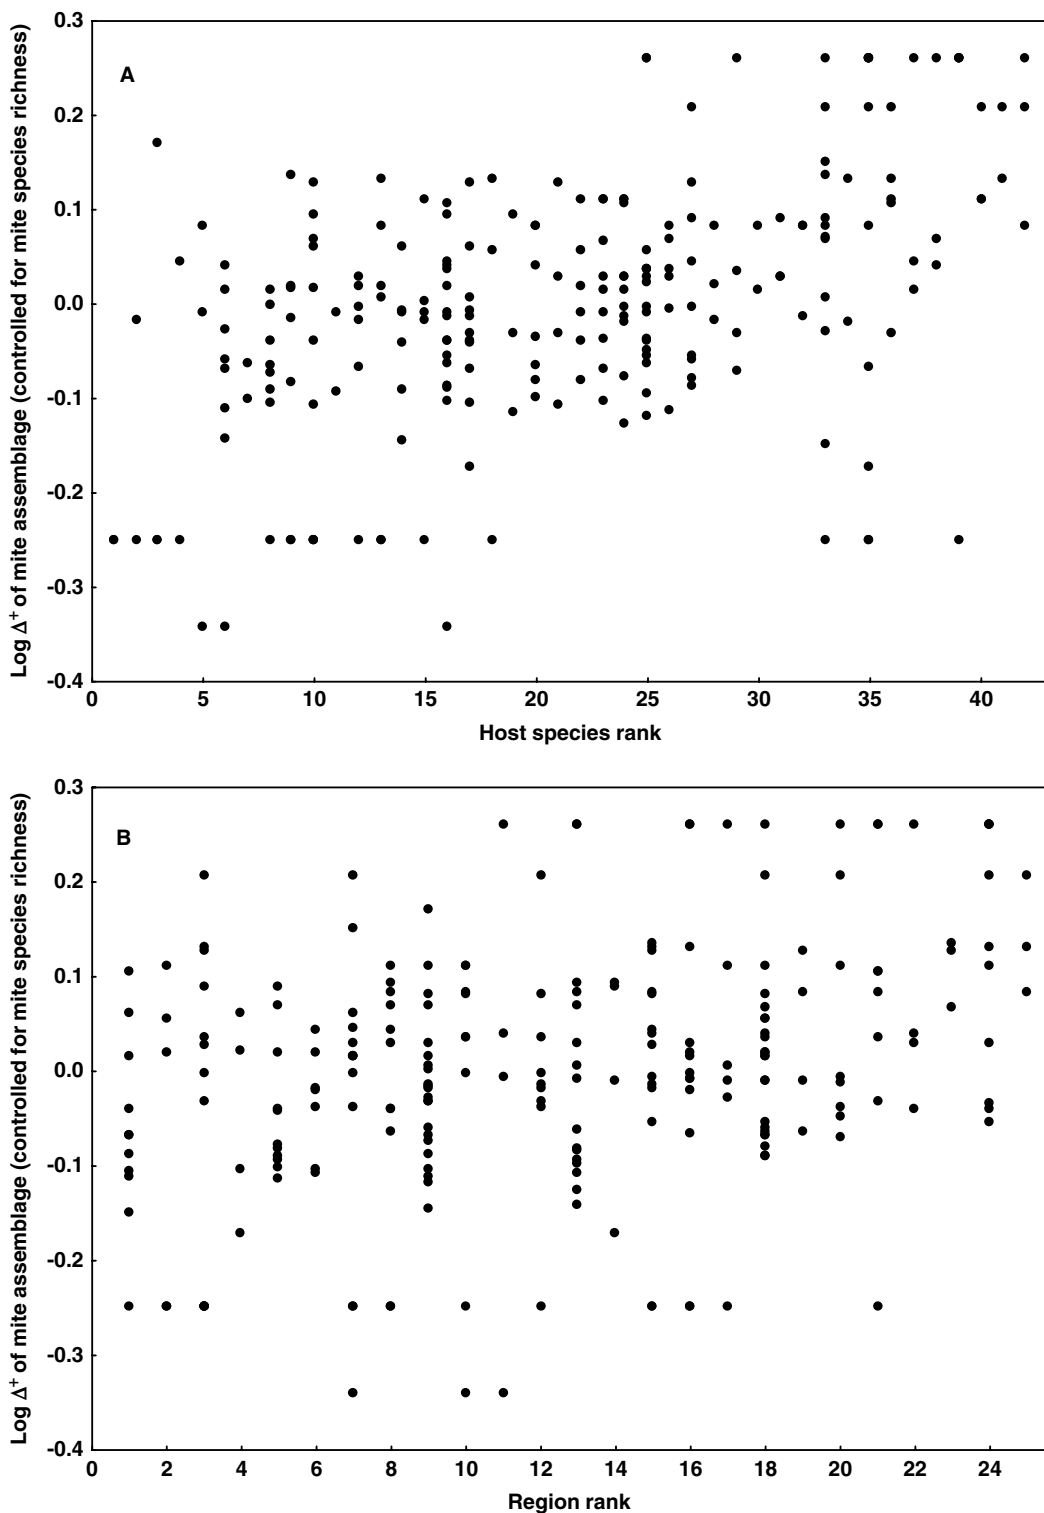 0.3
A
0.2
0.1
0.0
-0.1
-0.2
-0.3
-0.4
Log Δ⁺ of mite assemblage (controlled for mite species richness)
0 5 10 15 20 25 30 35 40
Host species rank
0.3
B
0.2
0.1
0.0
-0.1
-0.2
-0.3
-0.4
Log Δ⁺ of mite assemblage (controlled for mite species richness)
0 2 4 6 8 10 12 14 16 18 20 22 24
Region rank